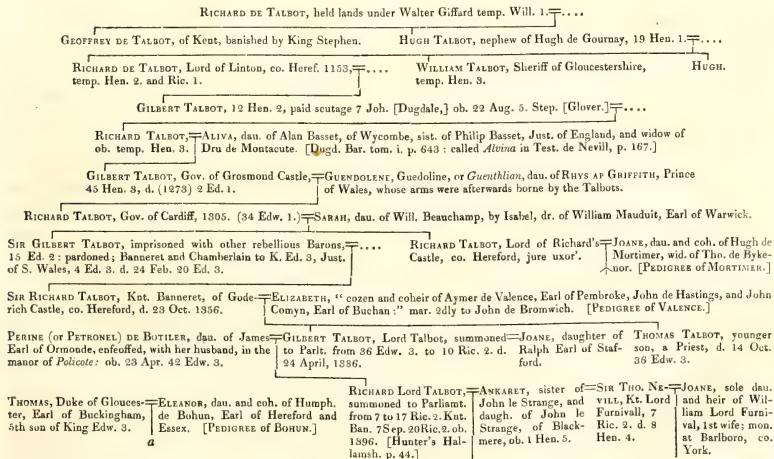 RICHARD DE TALBOT, held lands under Walter Giffard temp. Will. 1.=....
GEOFFREY DE TALBOT, of Kent, banished by King Stephen.
HUGH TALBOT, nephew of Hugh de Gournay, 19 Hen. 1.=....
RICHARD DE TALBOT, Lord of Linton, co. Heref. 1153,=....
temp. Hen. 2. and Ric. 1.
WILLIAM TALBOT, Sheriff of Gloucestershire,
temp. Hen. 3.
HUGH.
GILBERT TALBOT, 12 Hen. 2, paid scutage 7 Joh. [Dugdale,] ob. 22 Aug. 5. Step. [Glover.]=....
RICHARD TALBOT,=ALIVA, dau. of Alan Basset, of Wycombe, sist. of Philip Basset, Just. of England, and widow of
ob. temp. Hen. 3. Dru de Montacute. [Dugd. Bar. tom. i. p. 643 : called Alvina in Test. de Nevill, p. 167.]
GILBERT TALBOT, Gov. of Grosmond Castle,=GUENDOLENE, Guedoline, or Guenthlian, dau. of RHYS AP GRIFFITH, Prince
45 Hen. 3, d. (1273) 2 Ed. 1. of Wales, whose arms were afterwards borne by the Talbots.
RICHARD TALBOT, Gov. of Cardiff, 1305. (34 Edw. 1.)=SARAH, dau. of Will. Beauchamp, by Isabel, dr. of William Mauduit, Earl of Warwick.
SIR GILBERT TALBOT, imprisoned with other rebellious Barons,=....
15 Ed. 2 : pardoned; Banneret and Chamberlain to K. Ed. 3, Just.
of S. Wales, 4 Ed. 3. d. 24 Feb. 20 Ed. 3.
RICHARD TALBOT, Lord of Richard's=JOANE, dau. and coh. of Hugh de
Castle, co. Hereford, jure uxor'. Mortimer, wid. of Tho. de Byke-
nor. [PEDIGREE OF MORTIMER.]
SIR RICHARD TALBOT, Knt. Banneret, of Gode-=ELIZABETH, "cozen and coheir of Aymer de Valence, Earl of Pembroke, John de Hastings, and John
rich Castle, co. Hereford, d. 23 Oct. 1356. Comyn, Earl of Buchan :" mar. 2dly to John de Bromwich. [PEDIGREE OF VALENCE.]
PERINE (or PETRONEL) DE BUTILER, dau. of James=GILBERT TALBOT, Lord Talbot, summoned=JOANE, daughter of
Earl of Ormonde, enfeoffed, with her husband, in the to Parlt. from 36 Edw. 3. to 10 Ric. 2. d. Ralph Earl of Staf-
manor of Policote : ob. 23 Apr. 42 Edw. 3. 24 April, 1386. ford.
THOMAS TALBOT, younger
son, a Priest, d. 14 Oct.
36 Edw. 3.
THOMAS, Duke of Glouces-=ELEANOR, dau. and coh. of Humph.
ter, Earl of Buckingham, de Bohun, Earl of Hereford and
5th son of King Edw. 3. Essex. [PEDIGREE OF BOHUN.]
a
RICHARD Lord TALBOT,=ANKARET, sister of=SIR THO. NE-=JOANE, sole dau.
summoned to Parliamt. John le Strange, and VILL, Kt. Lord and heir of Wil-
from 7 to 17 Ric. 2. Knt. daugh. of John le Furnivall, 7 liam Lord Furni-
Ban. 7 Sep. 20 Ric. 2. ob. Strange, of Black- Ric. 2. d. 8 val, 1st wife; mon.
1396. [Hunter's Hal- mere, ob. 1 Hen. 5. Hen. 4. at Barlboro, co.
lamsh. p. 44.] York.